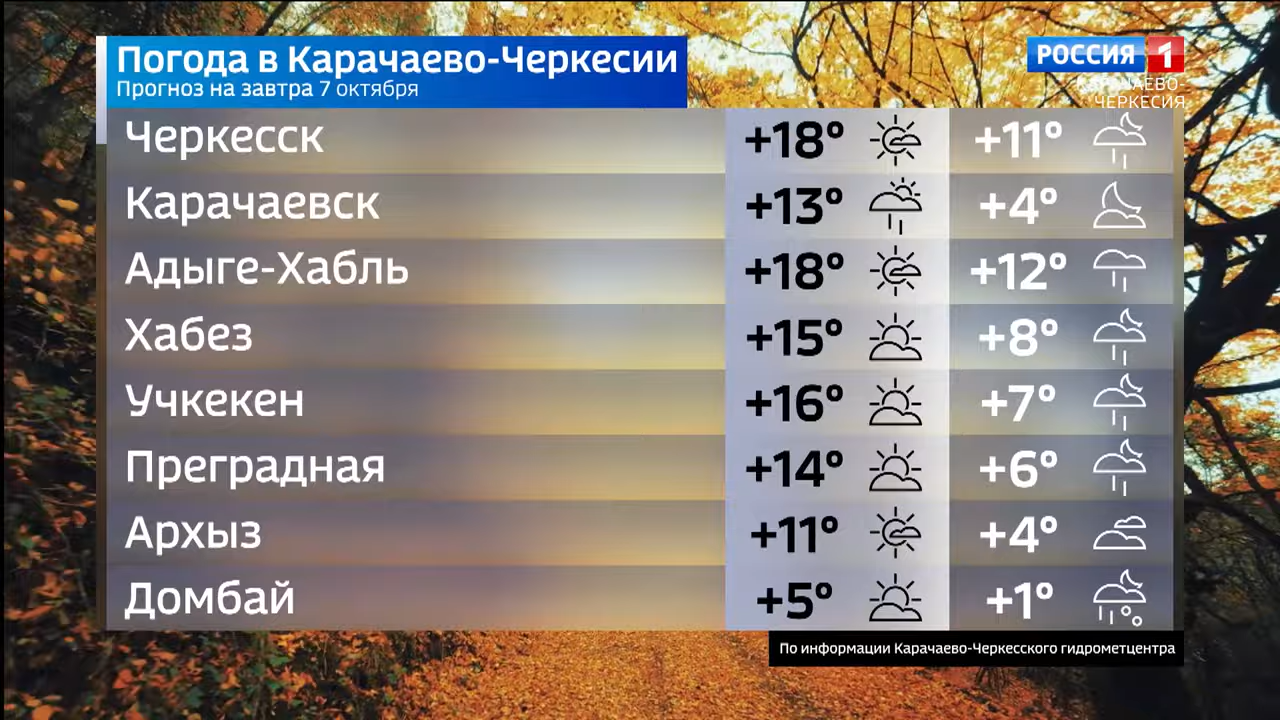 Погода в Карачаево-Черкесии
Прогноз на завтра 7 октября
РОССИЯ 1
КАРАЧАЕВО-
ЧЕРКЕСИЯ
Черкесск +18° +11°
Карачаевск +13° +4°
Адыге-Хабль +18° +12°
Хабез +15° +8°
Учкекен +16° +7°
Преградная +14° +6°
Архыз +11° +4°
Домбай +5° +1°
По информации Карачаево-Черкесского гидрометцентра